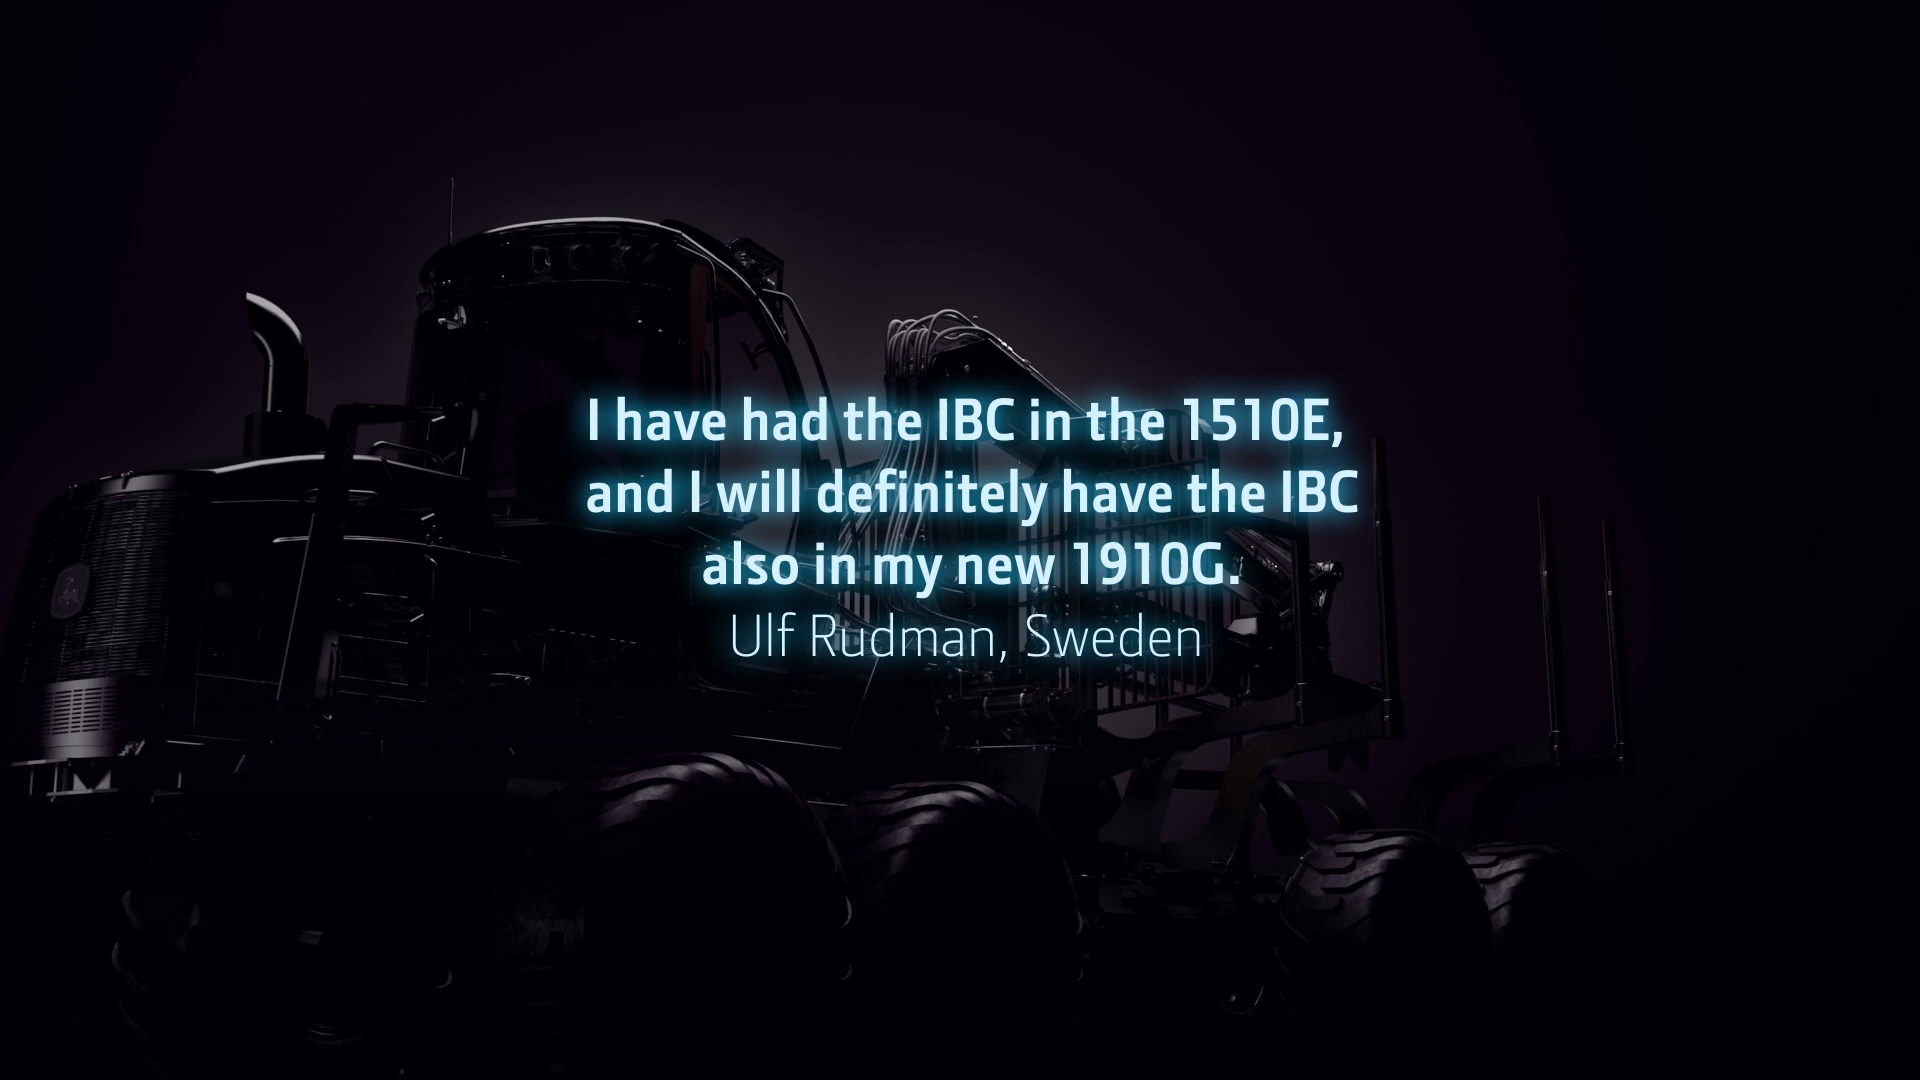 I have had the IBC in the 1510E,
and I will definitely have the IBC
also in my new 1910G.
Ulf Rudman, Sweden